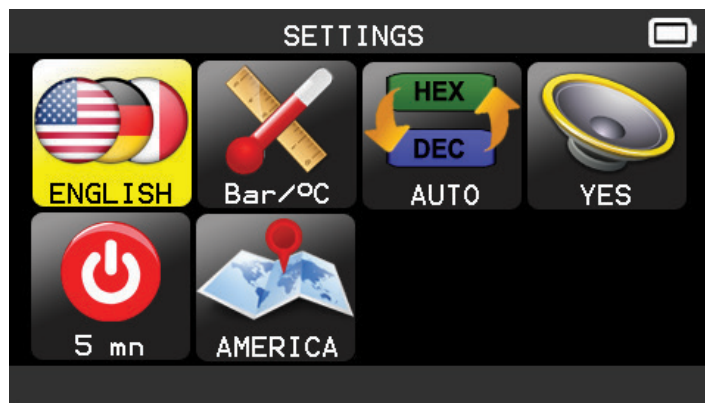 SETTINGS
HEX
DEC
ENGLISH
Bar/ºC
AUTO
YES
5 mn
AMERICA